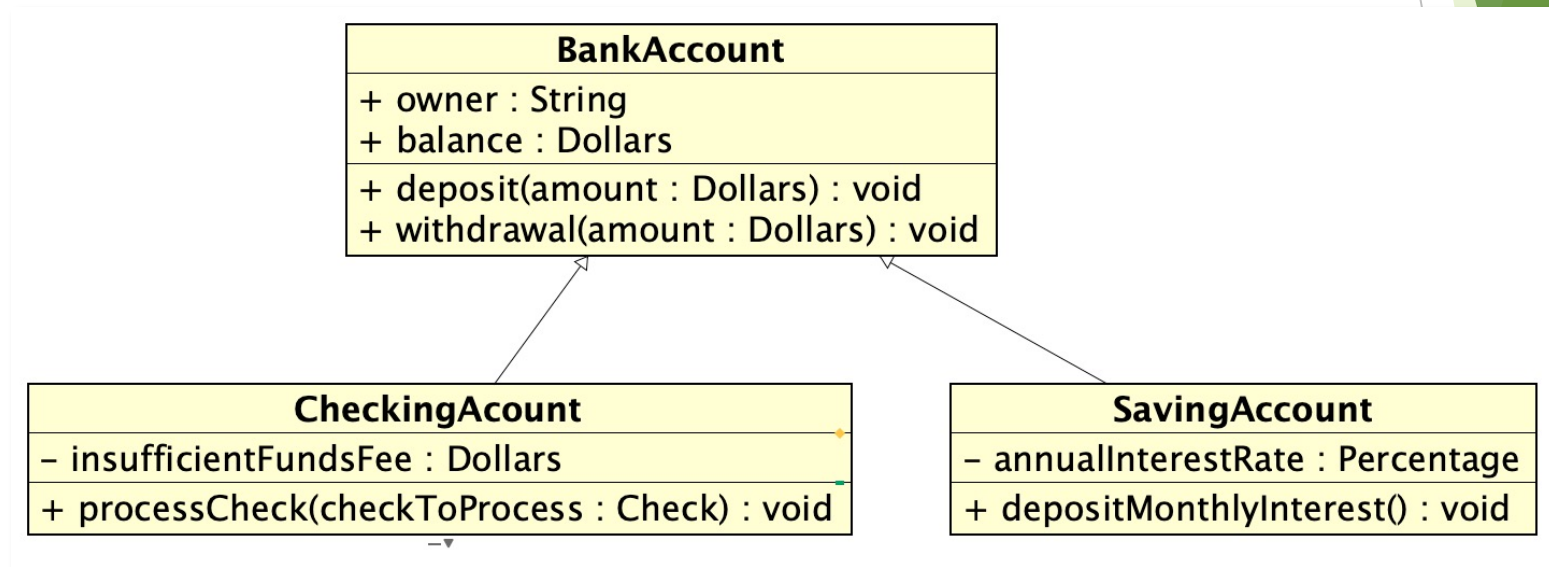 BankAccount
+ owner : String
+ balance : Dollars
+ deposit(amount : Dollars) : void
+ withdrawal(amount : Dollars) : void
CheckingAcount
– insufficientFundsFee : Dollars
+ processCheck(checkToProcess : Check) : void
SavingAccount
– annualInterestRate : Percentage
+ depositMonthlyInterest() : void